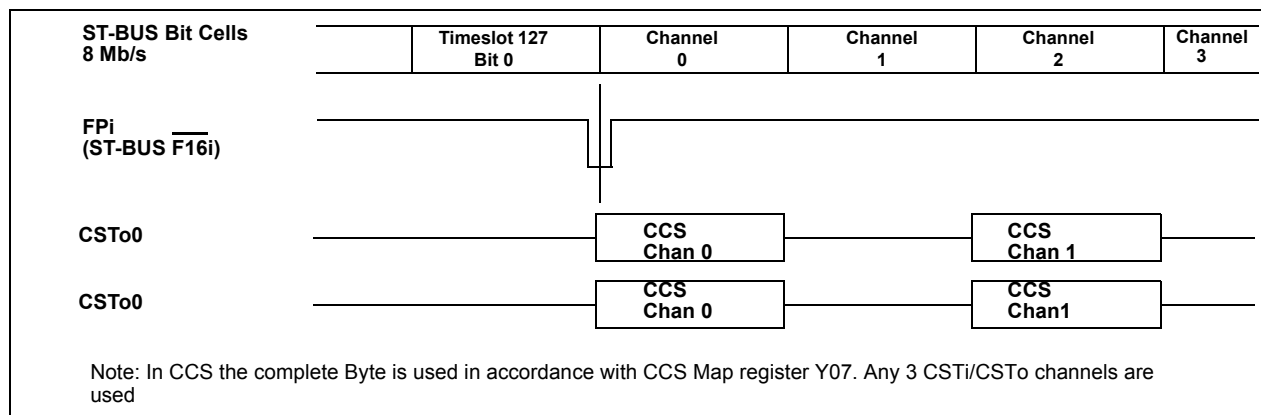 ST-BUS Bit Cells
8 Mb/s
Timeslot 127
Bit 0
Channel
0
Channel
1
Channel
2
Channel
3
FPi
(ST-BUS F16i)
CSTo0
CCS
Chan 0
CCS
Chan 1
CSTo0
CCS
Chan 0
CCS
Chan1
Note: In CCS the complete Byte is used in accordance with CCS Map register Y07. Any 3 CSTi/CSTo channels are
used